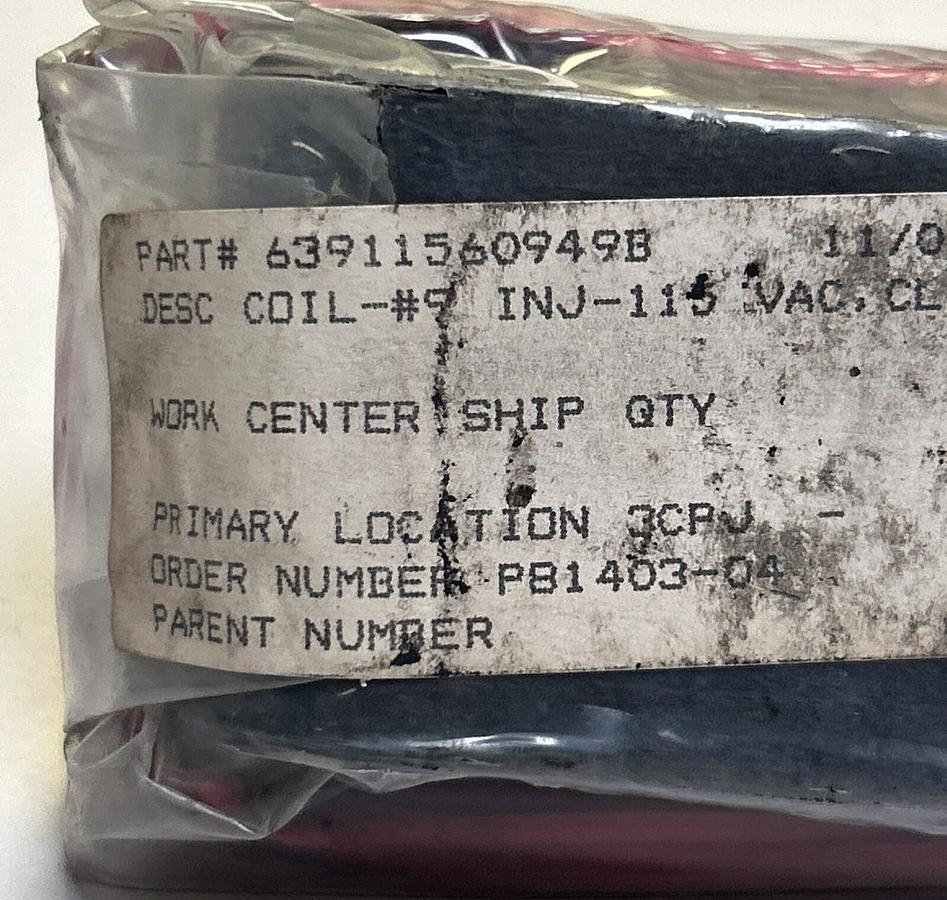 PART# 63911560949B 11/0
DESC COIL-#9 INJ-115 VAC, CL
WORK CENTER SHIP QTY
PRIMARY LOCATION 3CPJ -
ORDER NUMBER PB1403-04
PARENT NUMBER